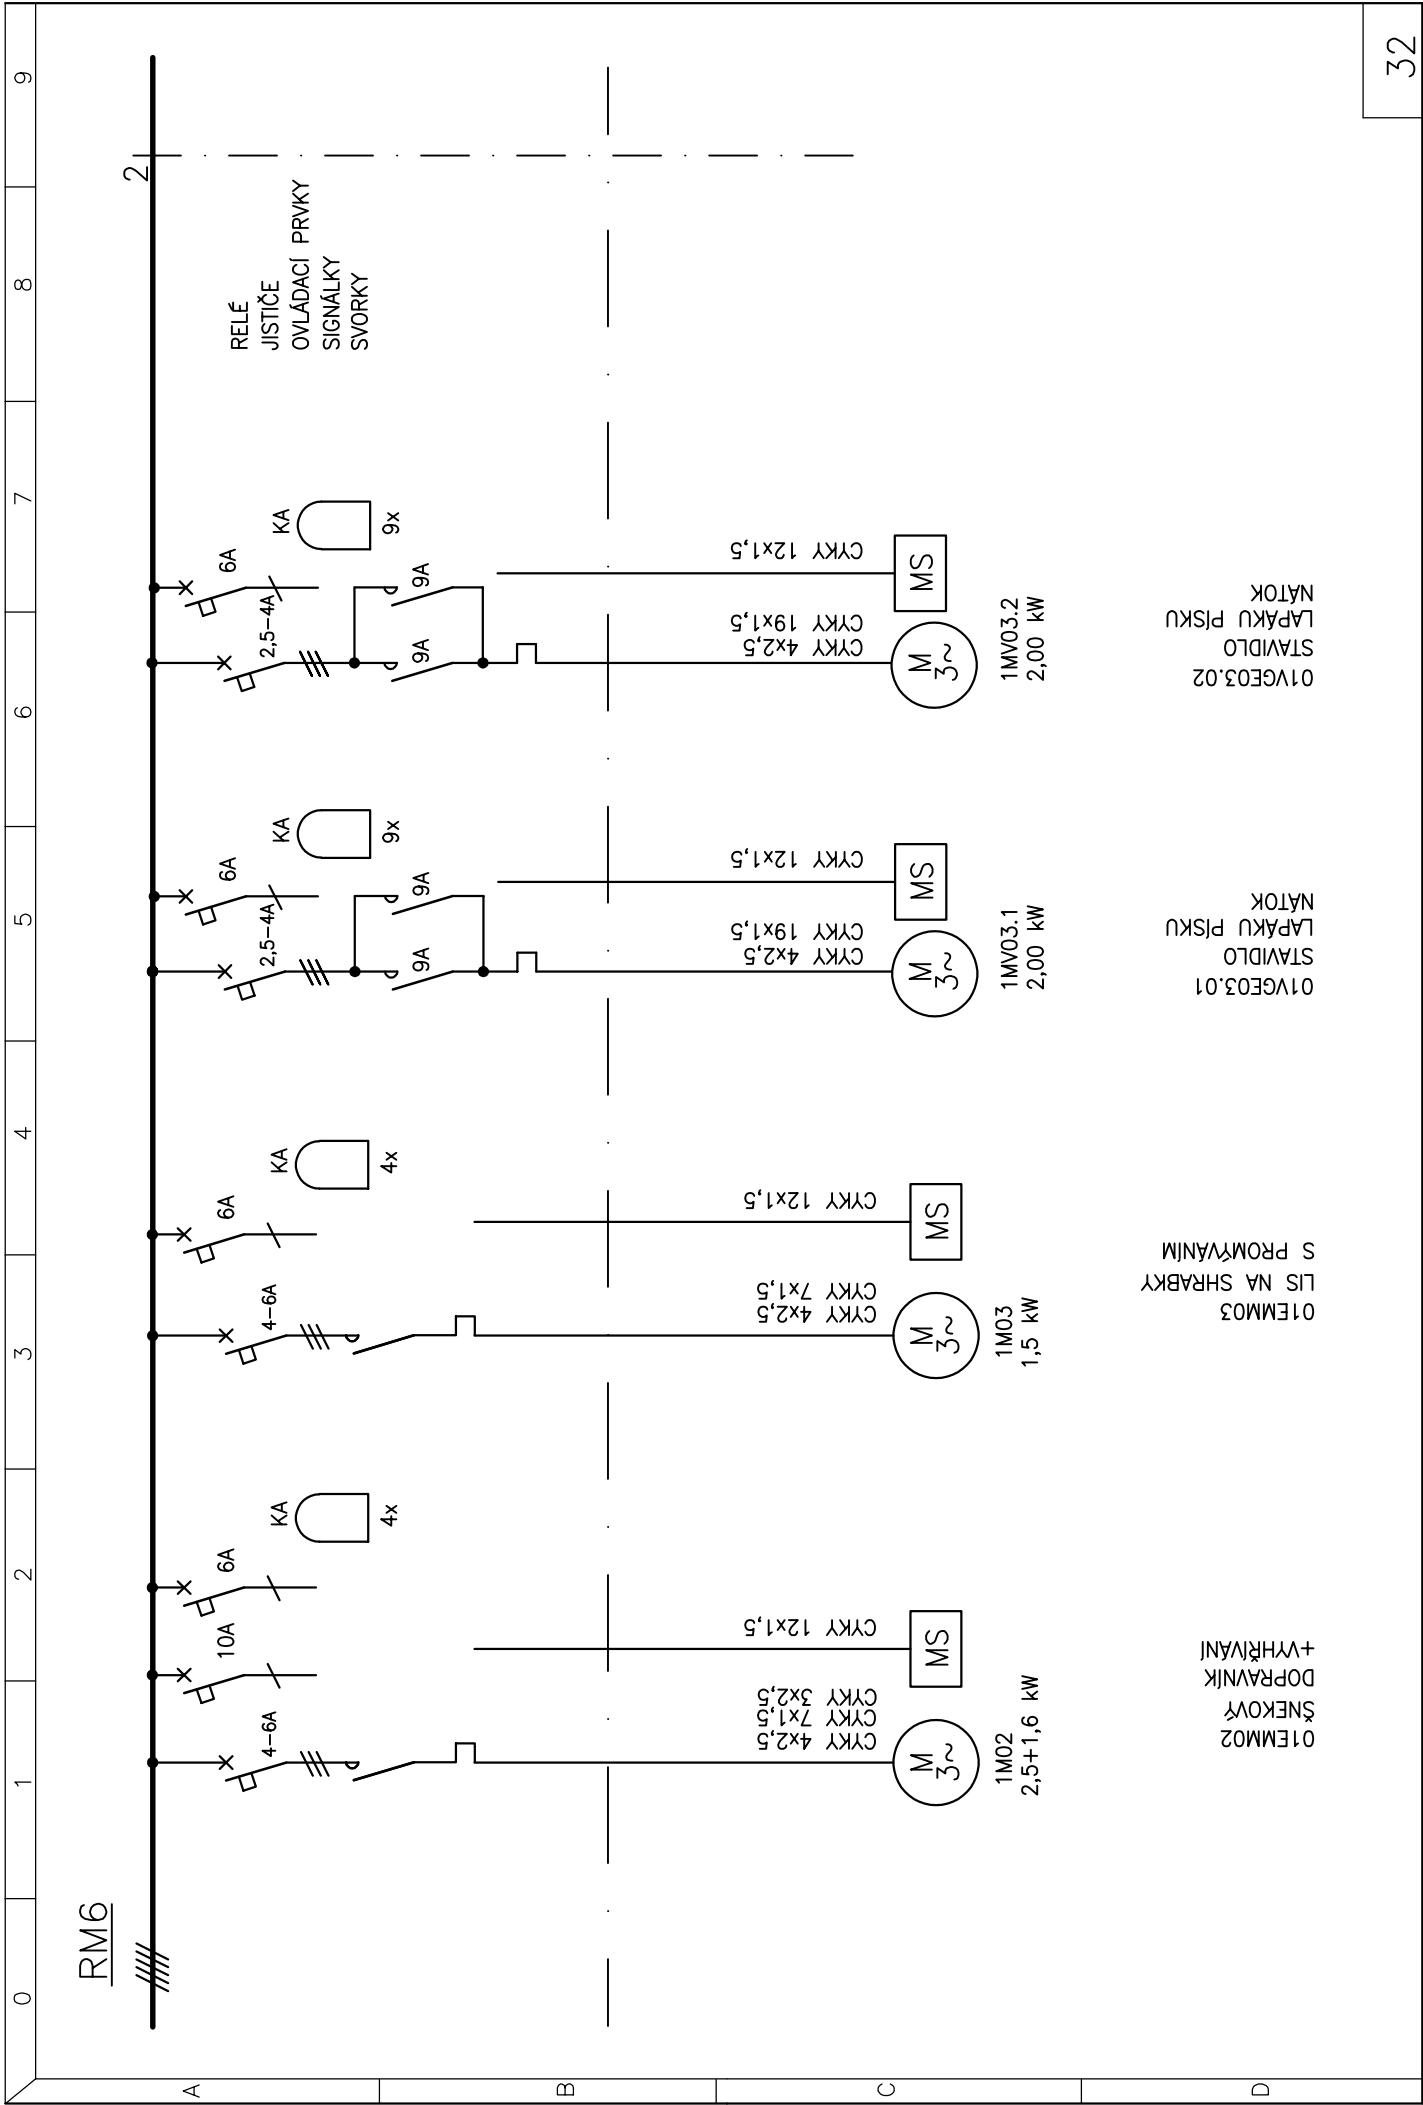 0 1 2 3 4 5 6 7 8 9
RM6
2
A
B
C
D
4-6A
10A
6A
KA
4x
4-6A
6A
KA
4x
2,5-4A
6A
KA
9x
9A
9A
2,5-4A
6A
KA
9x
9A
9A
RELÉ
JISTIČE
OVLÁDACÍ PRVKY
SIGNÁLKY
SVORKY
CYKY 4x2,5
CYKY 7x1,5
CYKY 3x2,5
CYKY 12x1,5
CYKY 4x2,5
CYKY 7x1,5
CYKY 12x1,5
CYKY 4x2,5
CYKY 19x1,5
CYKY 12x1,5
CYKY 4x2,5
CYKY 19x1,5
CYKY 12x1,5
M
3~
MS
1M02
2,5+1,6 kW
M
3~
MS
1M03
1,5 kW
M
3~
MS
1MV03.1
2,00 kW
M
3~
MS
1MV03.2
2,00 kW
01EMM02
ŠNEKOVÝ
DOPRAVNÍK
+VYHŘÍVÁNÍ
01EMM03
LIS NA SHRABKY
S PROMÝVÁNÍM
01VGE03.01
STAVIDLO
LAPÁKU PÍSKU
NÁTOK
01VGE03.02
STAVIDLO
LAPÁKU PÍSKU
NÁTOK
32